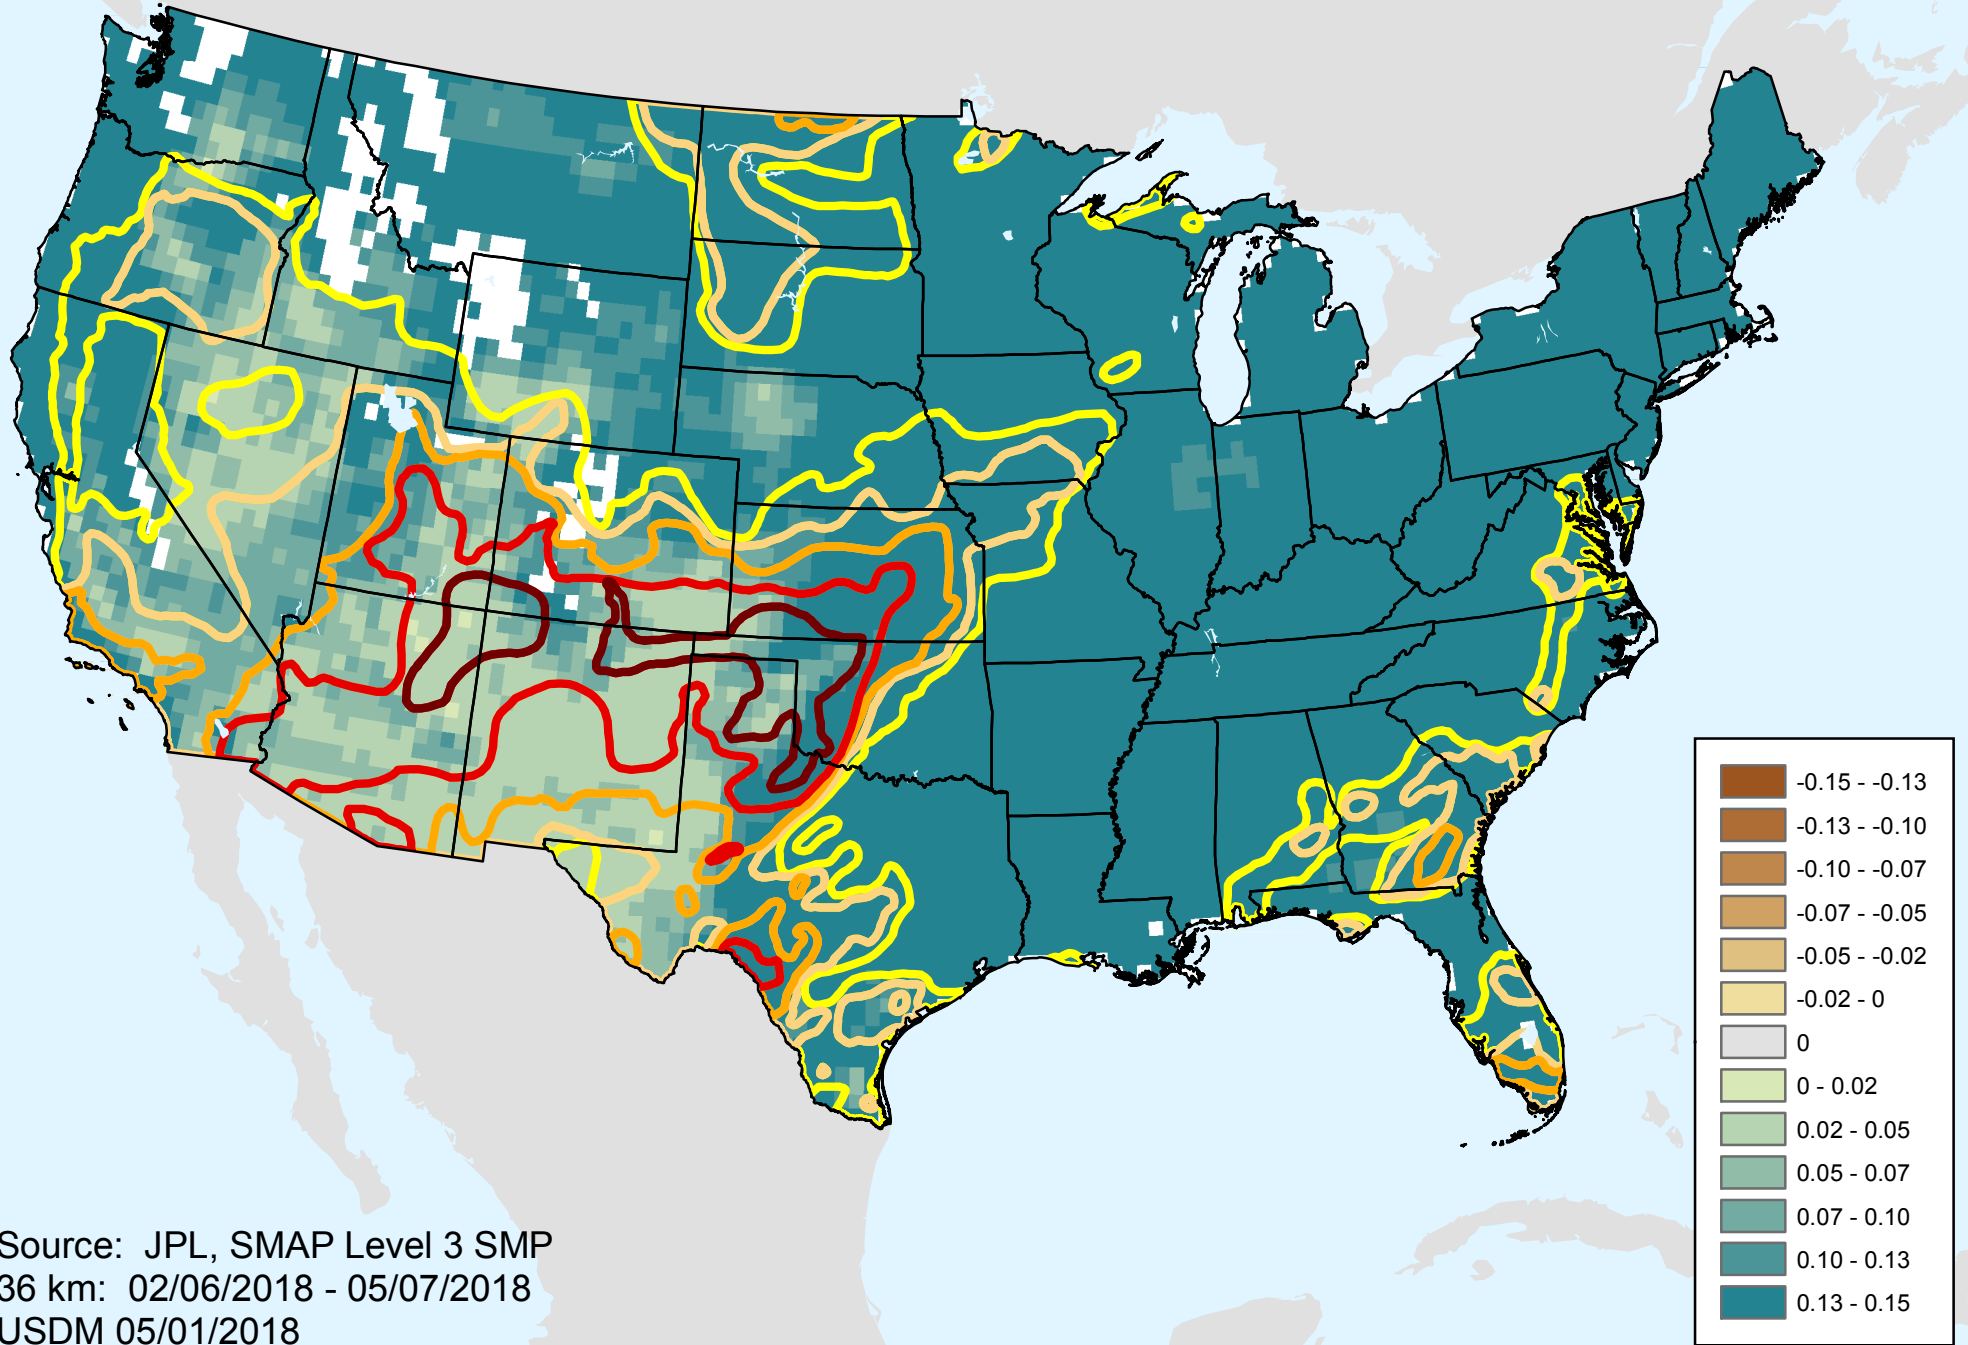 -0.15 - -0.13
-0.13 - -0.10
-0.10 - -0.07
-0.07 - -0.05
-0.05 - -0.02
-0.02 - 0
0
0 - 0.02
0.02 - 0.05
0.05 - 0.07
0.07 - 0.10
0.10 - 0.13
0.13 - 0.15
Source: JPL, SMAP Level 3 SMP
36 km: 02/06/2018 - 05/07/2018
USDM 05/01/2018